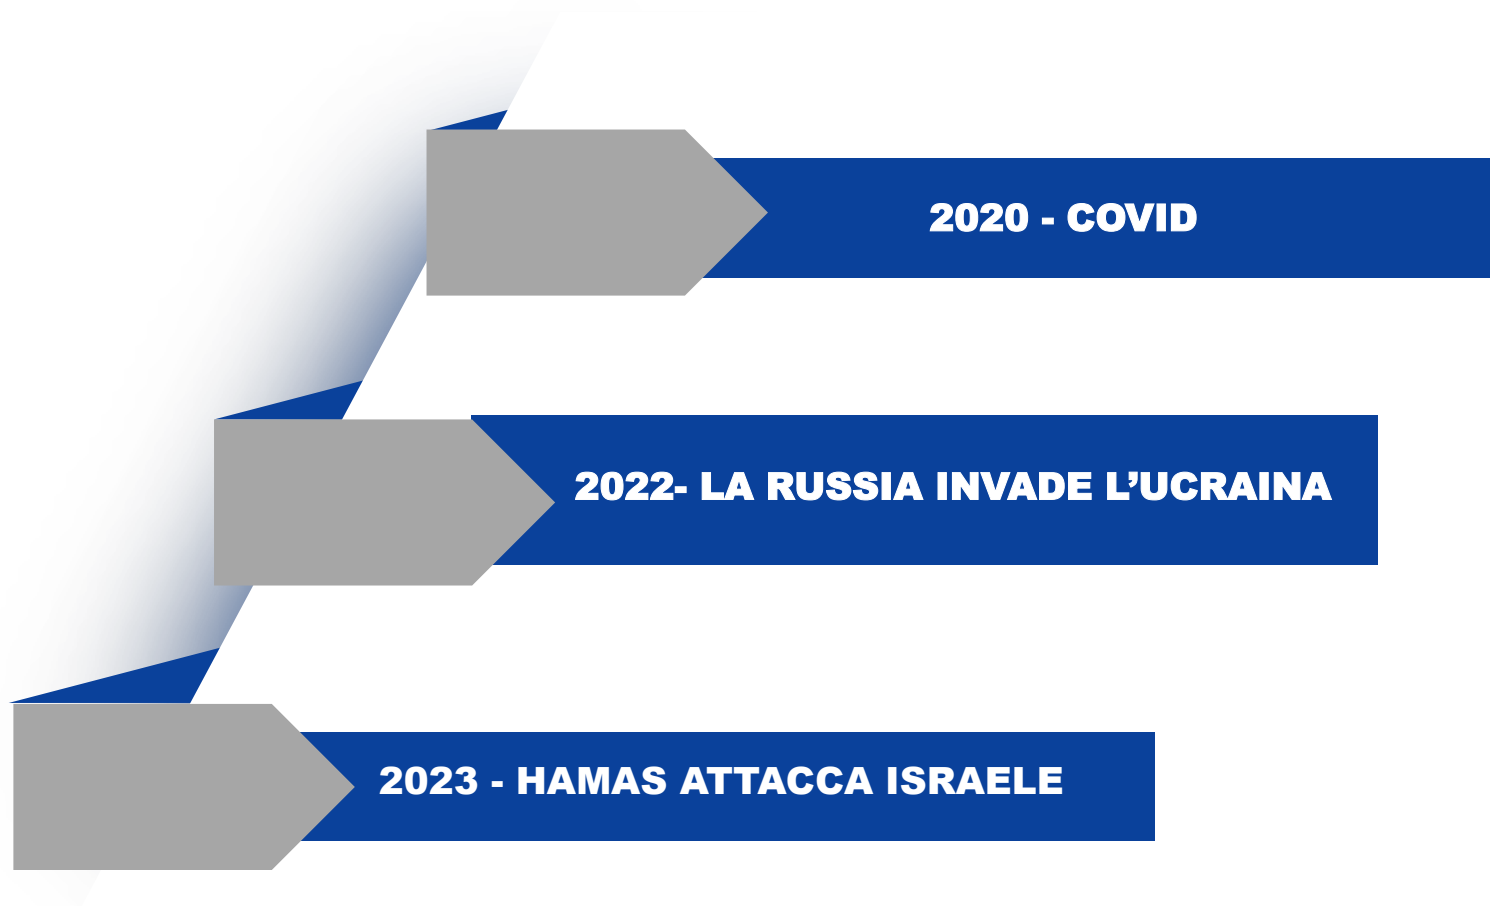 2020 - COVID
2022- LA RUSSIA INVADE L’UCRAINA
2023 - HAMAS ATTACCA ISRAELE